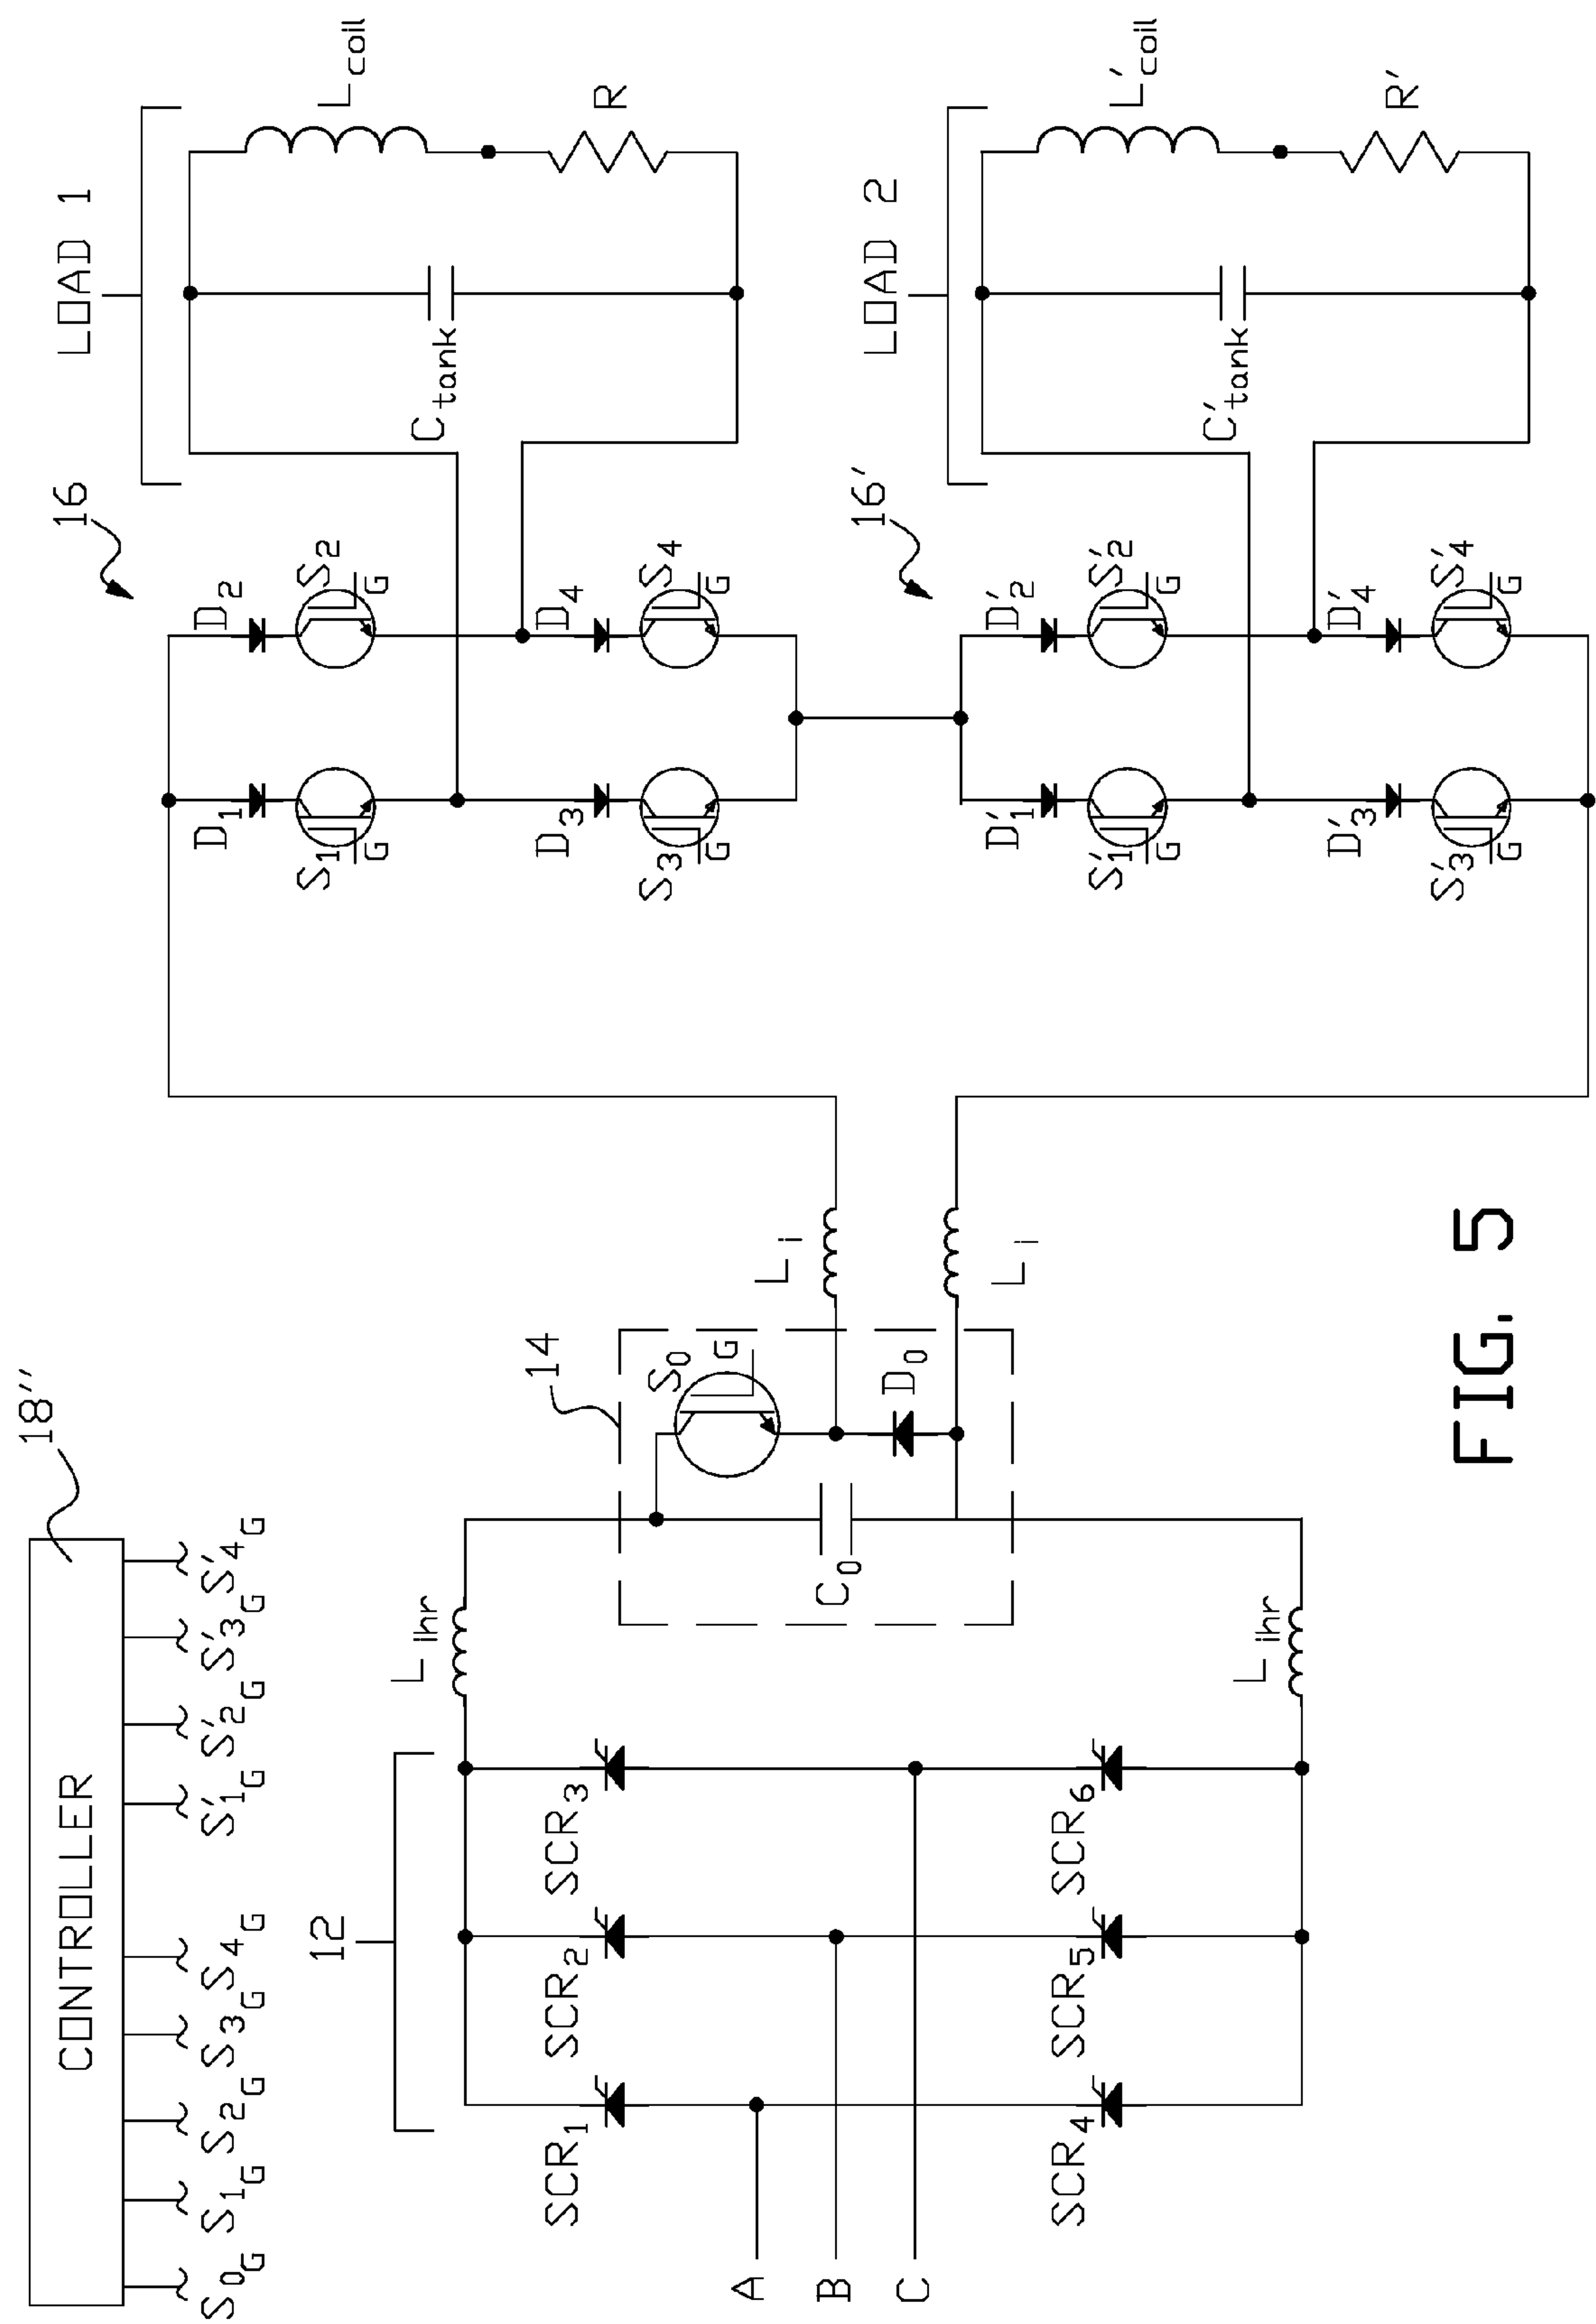 18''
CONTROLLER
S0G
S1G
S2G
S3G
S4G
S'1G
S'2G
S'3G
S'4G
12
SCR1
SCR2
SCR3
SCR4
SCR5
SCR6
A
B
C
Lihr
Lihr
14
S0
G
D0
C0
Li
Li
16
D1
S1
G
D2
S2
G
D3
S3
G
D4
S4
G
LOAD 1
Ctank
Lcoil
R
16'
D'1
S'1
G
D'2
S'2
G
D'3
S'3
G
D'4
S'4
G
LOAD 2
C'tank
L'coil
R'
FIG. 5